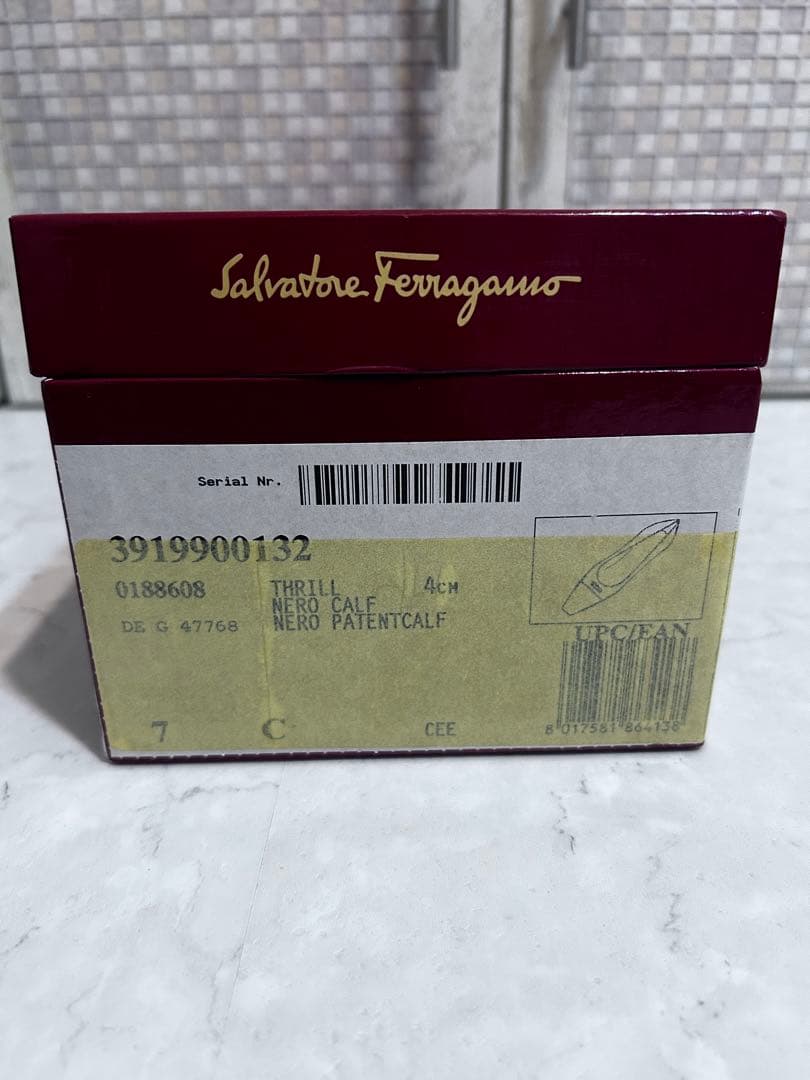 Salvatore Ferragamo
Serial Nr.
3919900132
0188608 THRILL 4CM
NERO CALF
DE G 47768 NERO PATENTCALF
UPC/EAN
7 C CEE 8 017581 864136